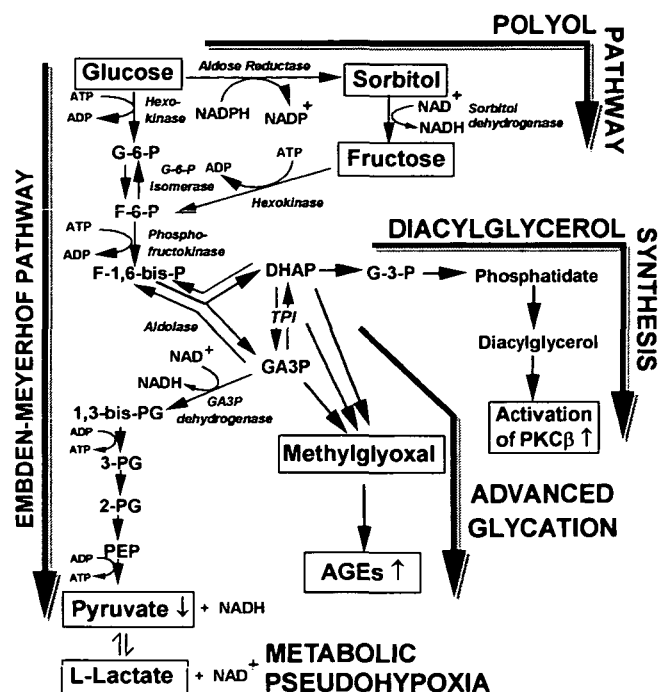 POLYOL
PATHWAY
Glucose
Aldose Reductase
Sorbitol
NADPH
NADP+
ATP
ADP
Hexo-
kinase
NAD+
NADH
Sorbitol
dehydrogenase
G-6-P
Fructose
G-6-P
isomerase
ADP
ATP
Hexokinase
F-6-P
ATP
ADP
Phospho-
fructokinase
EMBDEN-MEYERHOF PATHWAY
DIACYLGLYCEROL
SYNTHESIS
F-1,6-bis-P
DHAP
G-3-P
Phosphatidate
Aldolase
TPI
Diacylglycerol
NAD+
NADH
GA3P
GA3P
dehydrogenase
Activation
of PKCβ ↑
1,3-bis-PG
ADP
ATP
3-PG
2-PG
PEP
ADP
ATP
Methylglyoxal
ADVANCED
GLYCATION
AGEs ↑
Pyruvate ↓ + NADH
L-Lactate + NAD+
METABOLIC
PSEUDOHYPOXIA